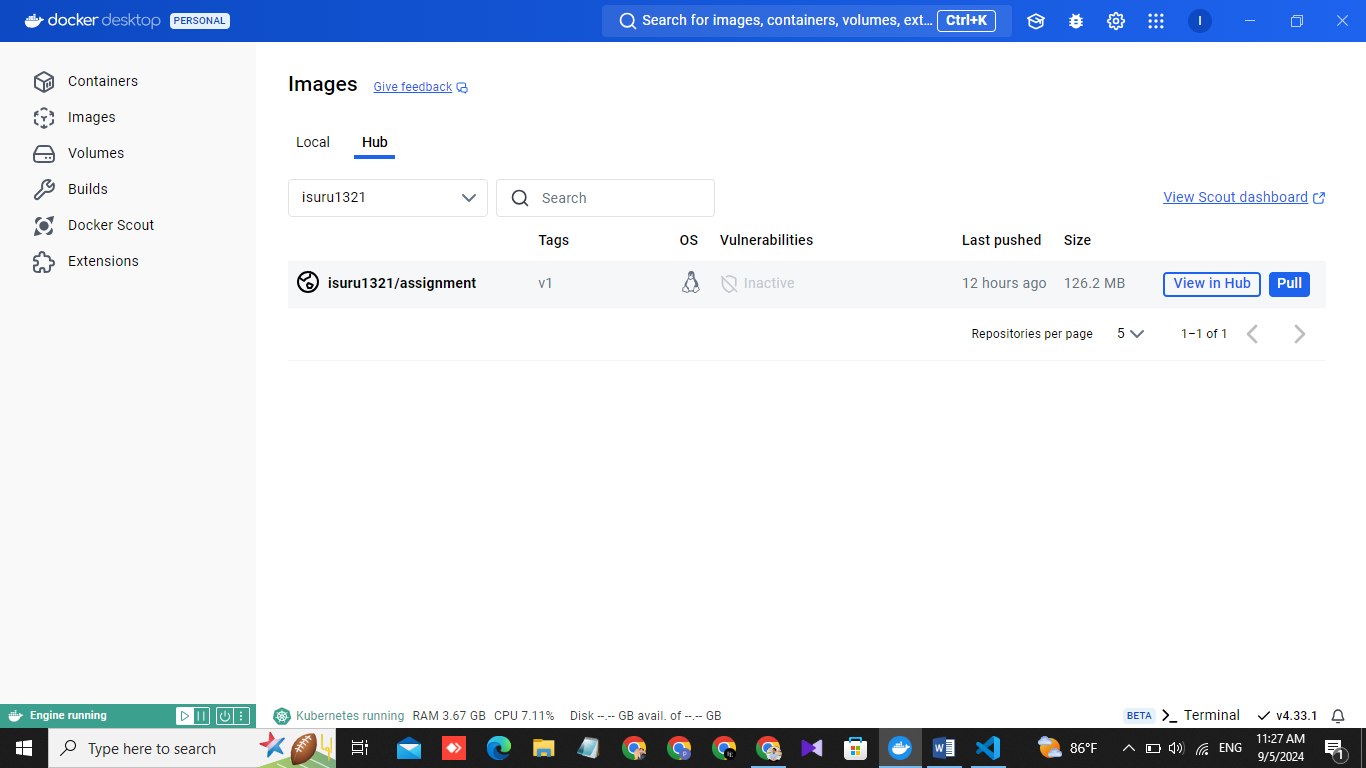 docker desktop PERSONAL
Search for images, containers, volumes, ext... Ctrl+K
I
Containers
Images
Volumes
Builds
Docker Scout
Extensions
Images Give feedback
Local Hub
isuru1321 Search View Scout dashboard
Tags OS Vulnerabilities Last pushed Size
isuru1321/assignment v1 Inactive 12 hours ago 126.2 MB View in Hub Pull
Repositories per page 5 1–1 of 1
Engine running Kubernetes running RAM 3.67 GB CPU 7.11% Disk --.-- GB avail. of --.-- GB BETA Terminal v4.33.1
Type here to search 86°F ENG 11:27 AM
9/5/2024 1